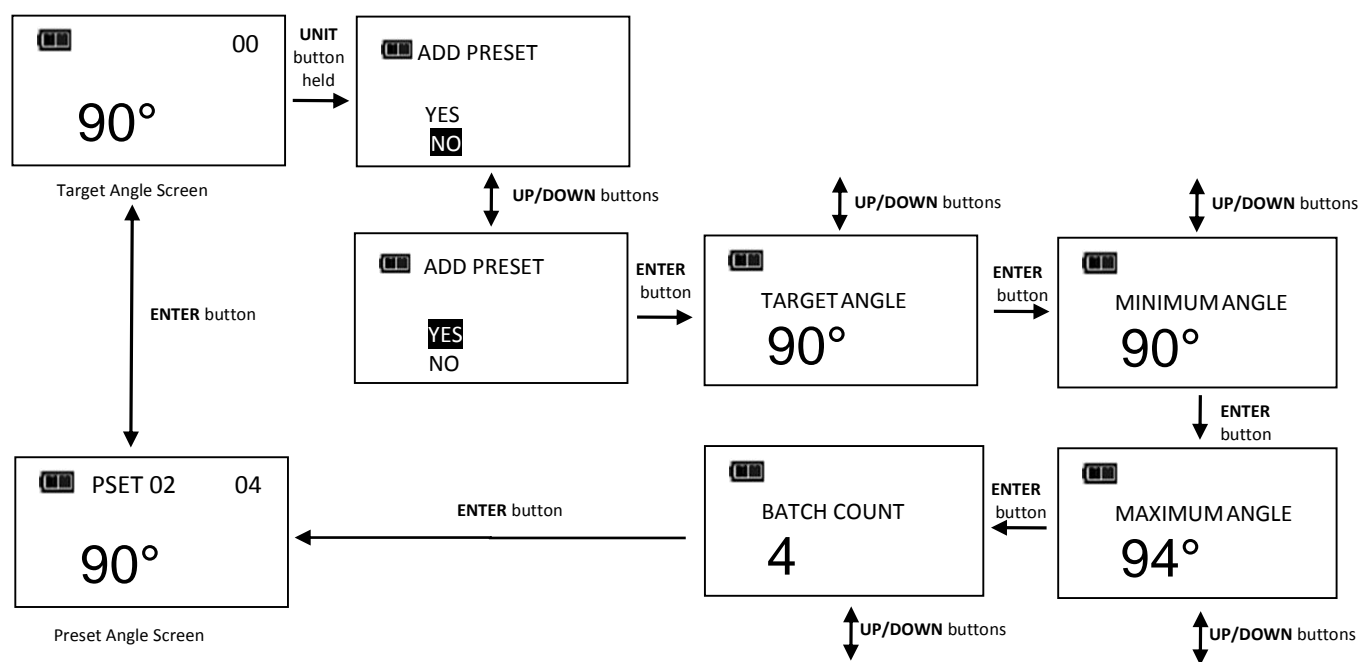 00
90°
Target Angle Screen
UNIT
button
held
ADD PRESET
YES
NO
UP/DOWN buttons
ADD PRESET
YES
NO
ENTER
button
UP/DOWN buttons
TARGET ANGLE
90°
ENTER
button
UP/DOWN buttons
MINIMUM ANGLE
90°
ENTER
button
MAXIMUM ANGLE
94°
UP/DOWN buttons
ENTER
button
BATCH COUNT
4
UP/DOWN buttons
ENTER button
PSET 02 04
90°
Preset Angle Screen
ENTER button